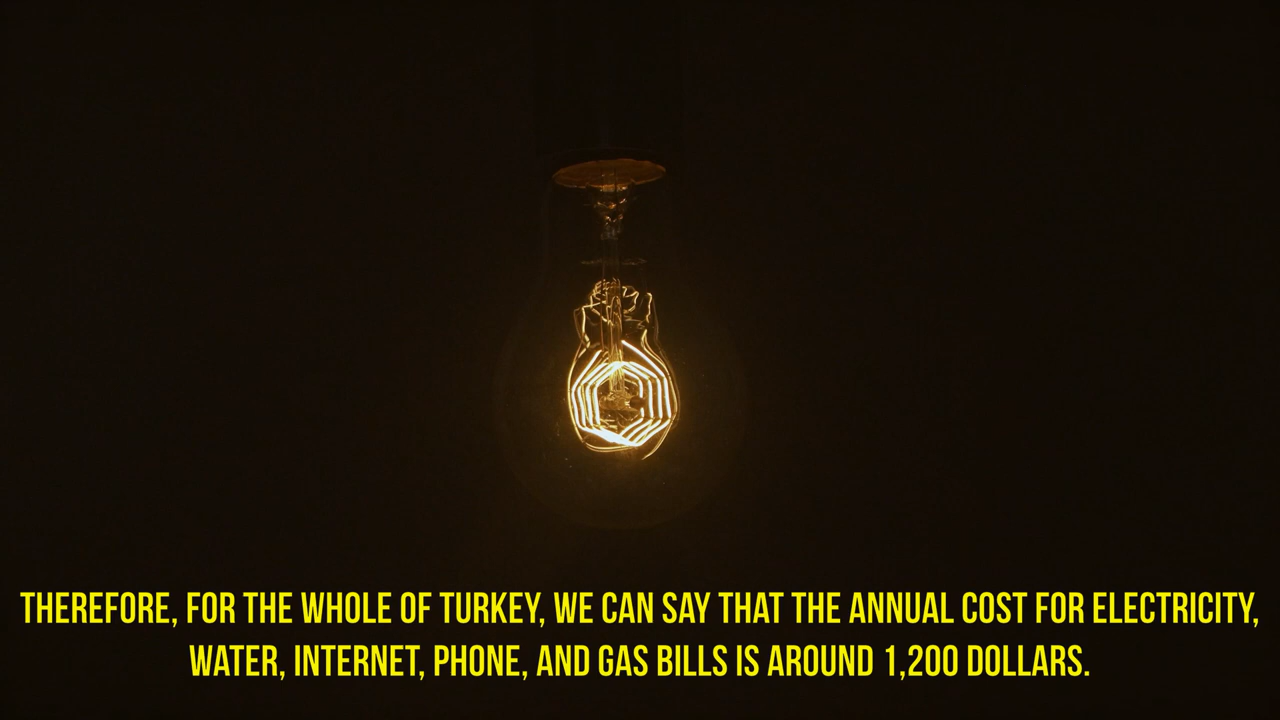 THEREFORE, FOR THE WHOLE OF TURKEY, WE CAN SAY THAT THE ANNUAL COST FOR ELECTRICITY,
WATER, INTERNET, PHONE, AND GAS BILLS IS AROUND 1,200 DOLLARS.